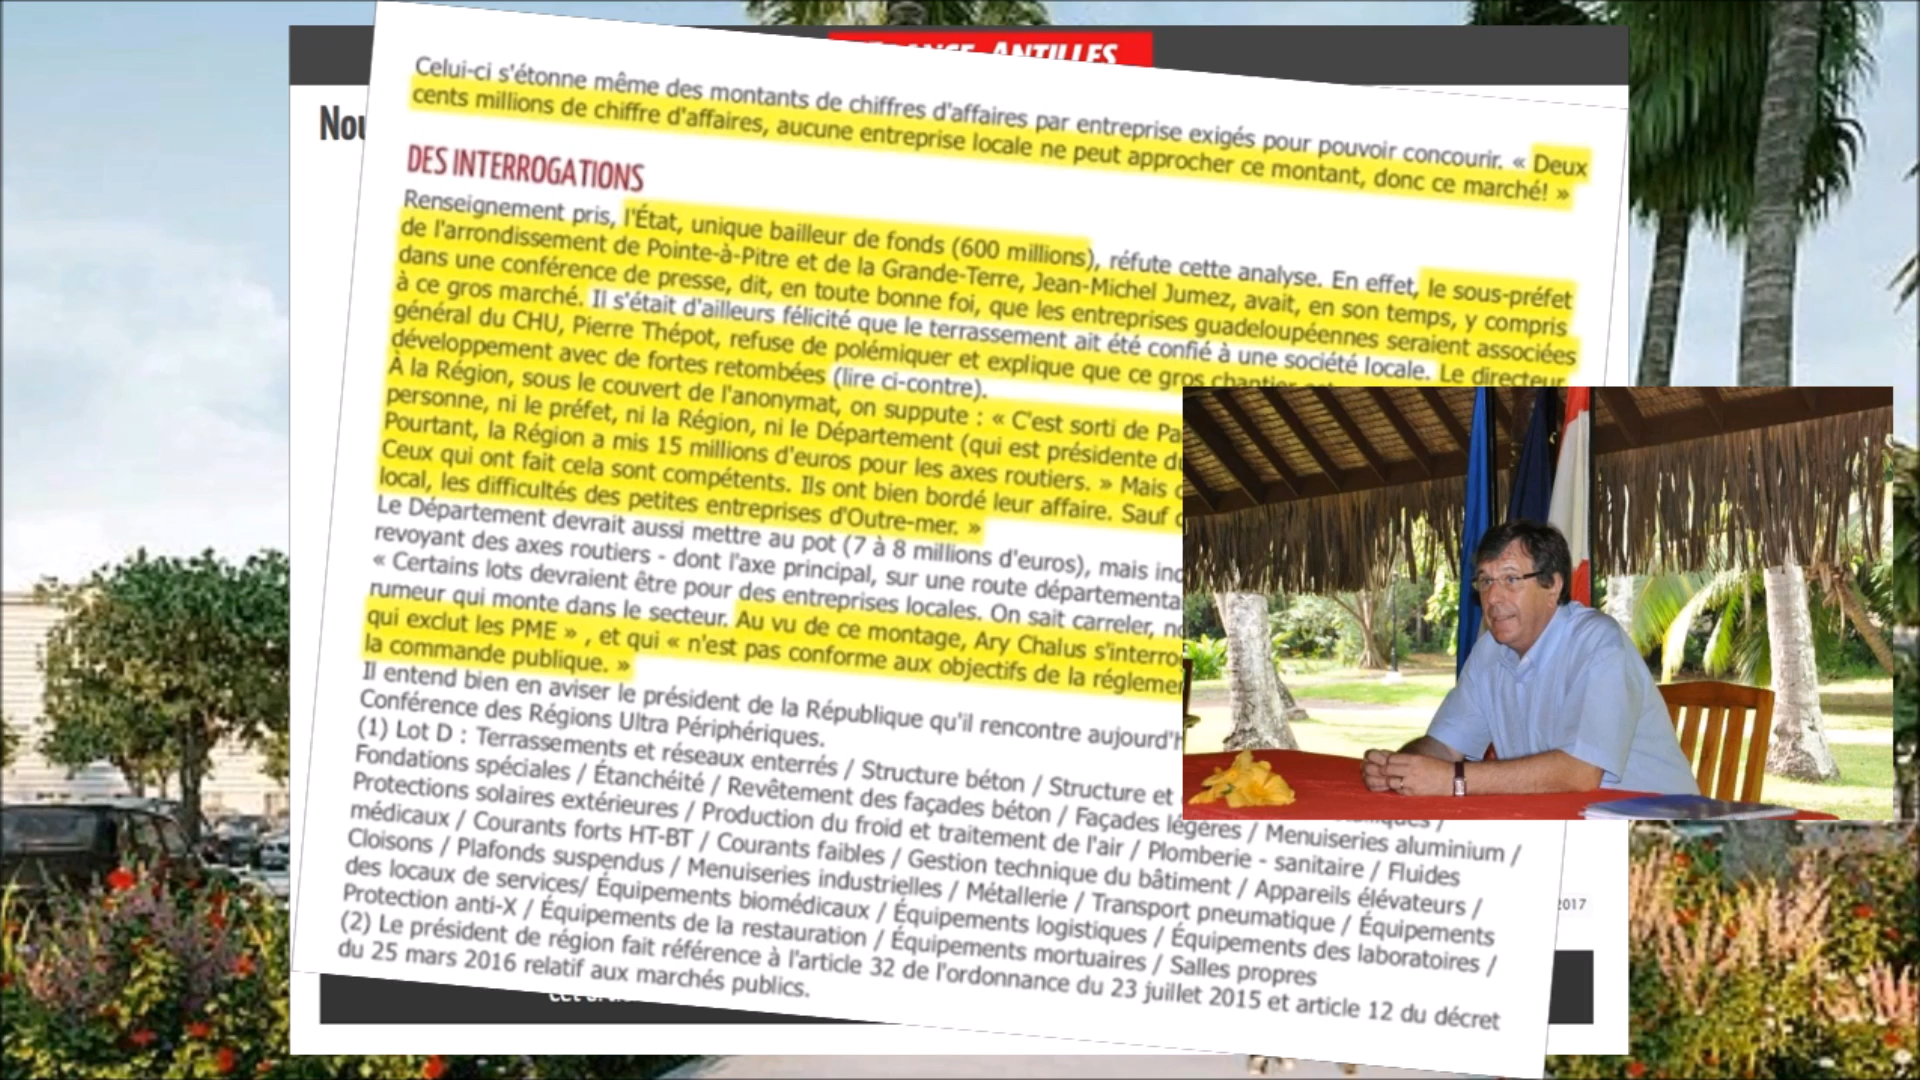 ANTILLES
Nou
Celui-ci s'étonne même des montants de chiffres d'affaires par entreprise exigés pour pouvoir concourir. « Deux
cents millions de chiffre d'affaires, aucune entreprise locale ne peut approcher ce montant, donc ce marché! »
DES INTERROGATIONS
Renseignement pris, l'État, unique bailleur de fonds (600 millions), réfute cette analyse. En effet, le sous-préfet
de l'arrondissement de Pointe-à-Pitre et de la Grande-Terre, Jean-Michel Jumez, avait, en son temps, y compris
dans une conférence de presse, dit, en toute bonne foi, que les entreprises guadeloupéennes seraient associées
à ce gros marché. Il s'était d'ailleurs félicité que le terrassement ait été confié à une société locale. Le directeur
général du CHU, Pierre Thépot, refuse de polémiquer et explique que ce gros chantier
développement avec de fortes retombées (lire ci-contre).
À la Région, sous le couvert de l'anonymat, on suppute : « C'est sorti de Pa
personne, ni le préfet, ni la Région, ni le Département (qui est présidente du
Pourtant, la Région a mis 15 millions d'euros pour les axes routiers. » Mais
Ceux qui ont fait cela sont compétents. Ils ont bien bordé leur affaire. Sauf
local, les difficultés des petites entreprises d'Outre-mer. »
Le Département devrait aussi mettre au pot (7 à 8 millions d'euros), mais ind
revoyant des axes routiers - dont l'axe principal, sur une route départementa
« Certains lots devraient être pour des entreprises locales. On sait carreler,
rumeur qui monte dans le secteur. Au vu de ce montage, Ary Chalus s'interro
qui exclut les PME » , et qui « n'est pas conforme aux objectifs de la régleme
la commande publique. »
Il entend bien en aviser le président de la République qu'il rencontre aujourd'h
Conférence des Régions Ultra Périphériques.
(1) Lot D : Terrassements et réseaux enterrés / Structure béton / Structure et
Fondations spéciales / Étanchéité / Revêtement des façades béton / Façades légères / Menuiseries aluminium /
Protections solaires extérieures / Production du froid et traitement de l'air / Plomberie - sanitaire / Fluides
médicaux / Courants forts HT-BT / Courants faibles / Gestion technique du bâtiment / Appareils élévateurs /
Cloisons / Plafonds suspendus / Menuiseries industrielles / Métallerie / Transport pneumatique / Équipements
des locaux de services/ Équipements biomédicaux / Équipements logistiques / Équipements des laboratoires /
Protection anti-X / Équipements de la restauration / Équipements mortuaires / Salles propres
(2) Le président de région fait référence à l'article 32 de l'ordonnance du 23 juillet 2015 et article 12 du décret
du 25 mars 2016 relatif aux marchés publics.
2017